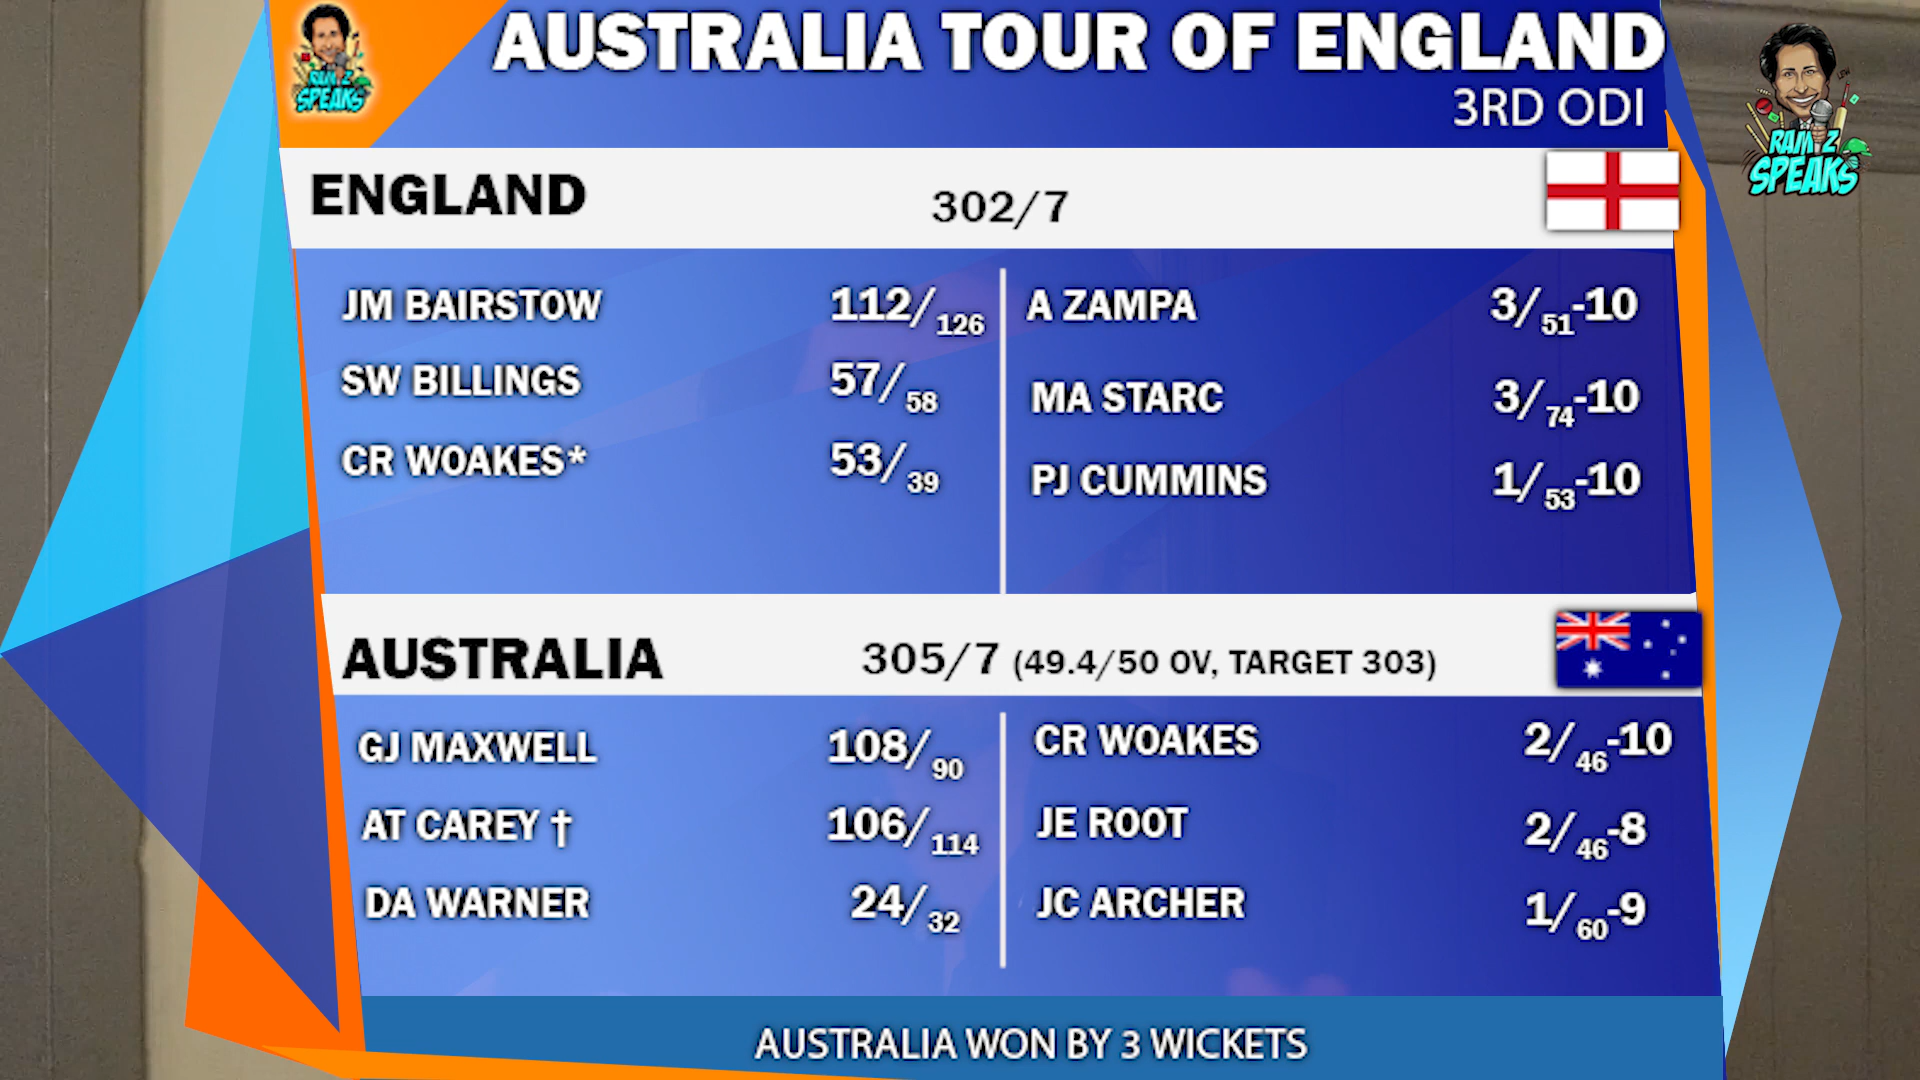 AUSTRALIA TOUR OF ENGLAND
3RD ODI
RAMIZ SPEAKS
RAMIZ SPEAKS
ENGLAND 302/7
JM BAIRSTOW 112/126 A ZAMPA 3/51-10
SW BILLINGS 57/58 MA STARC 3/74-10
CR WOAKES* 53/39 PJ CUMMINS 1/53-10
AUSTRALIA 305/7 (49.4/50 OV, TARGET 303)
GJ MAXWELL 108/90 CR WOAKES 2/46-10
AT CAREY † 106/114 JE ROOT 2/46-8
DA WARNER 24/32 JC ARCHER 1/60-9
AUSTRALIA WON BY 3 WICKETS